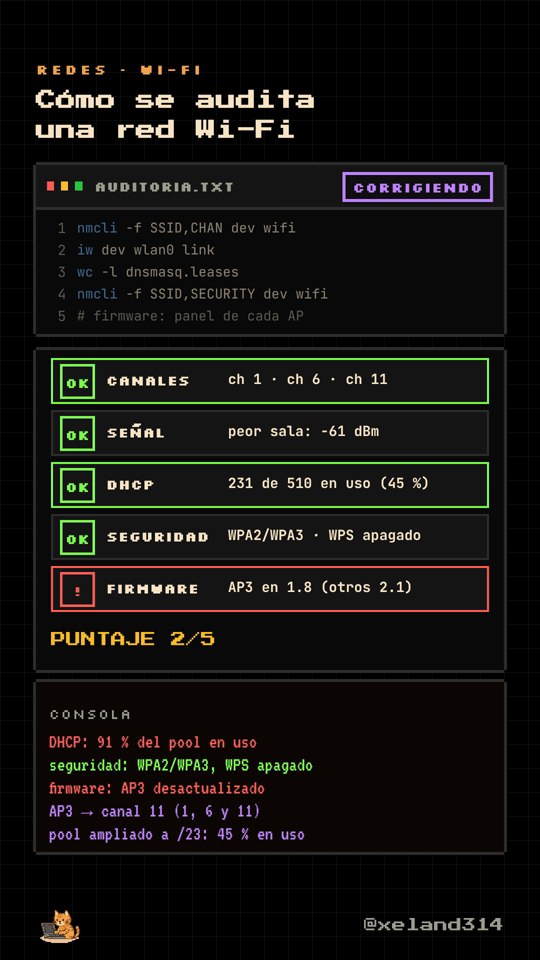 REDES · WI-FI
Cómo se audita
una red Wi-Fi
AUDITORIA.TXT
CORRIGIENDO
1 nmcli -f SSID,CHAN dev wifi
2 iw dev wlan0 link
3 wc -l dnsmasq.leases
4 nmcli -f SSID,SECURITY dev wifi
5 # firmware: panel de cada AP
OK CANALES ch 1 · ch 6 · ch 11
OK SEÑAL peor sala: -61 dBm
OK DHCP 231 de 510 en uso (45 %)
OK SEGURIDAD WPA2/WPA3 · WPS apagado
! FIRMWARE AP3 en 1.8 (otros 2.1)
PUNTAJE 2/5
CONSOLA
DHCP: 91 % del pool en uso
seguridad: WPA2/WPA3, WPS apagado
firmware: AP3 desactualizado
AP3 → canal 11 (1, 6 y 11)
pool ampliado a /23: 45 % en uso
@xeland314